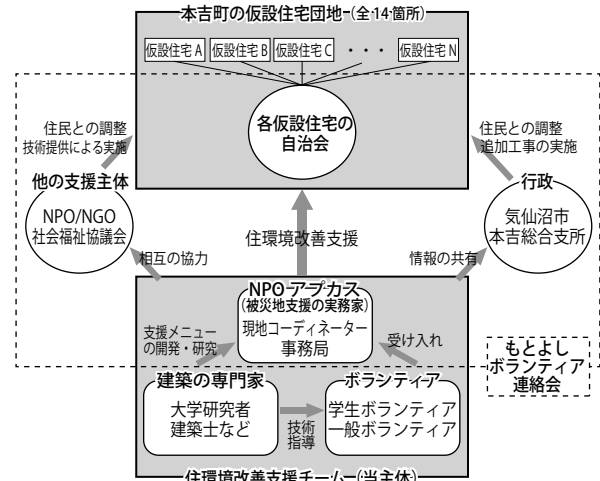 本吉町の仮設住宅団地 (全14箇所)
仮設住宅A 仮設住宅B 仮設住宅C ・・・ 仮設住宅N
各仮設住宅の
自治会
住民との調整
技術提供による実施
住民との調整
追加工事の実施
他の支援主体
NPO/NGO
社会福祉協議会
行政
気仙沼市
本吉総合支所
住環境改善支援
相互の協力
情報の共有
NPOアプカス
(被災地支援の実務家)
現地コーディネーター
事務局
支援メニュー
の開発・研究
受け入れ
もとよし
ボランティア
連絡会
建築の専門家
大学研究者
建築士など
技術
指導
ボランティア
学生ボランティア
一般ボランティア
住環境改善支援チーム (当主体)